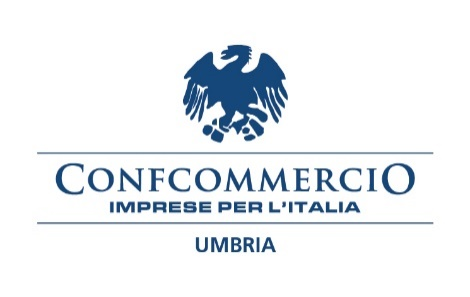 CONFCOMMERCIO
IMPRESE PER L'ITALIA
UMBRIA